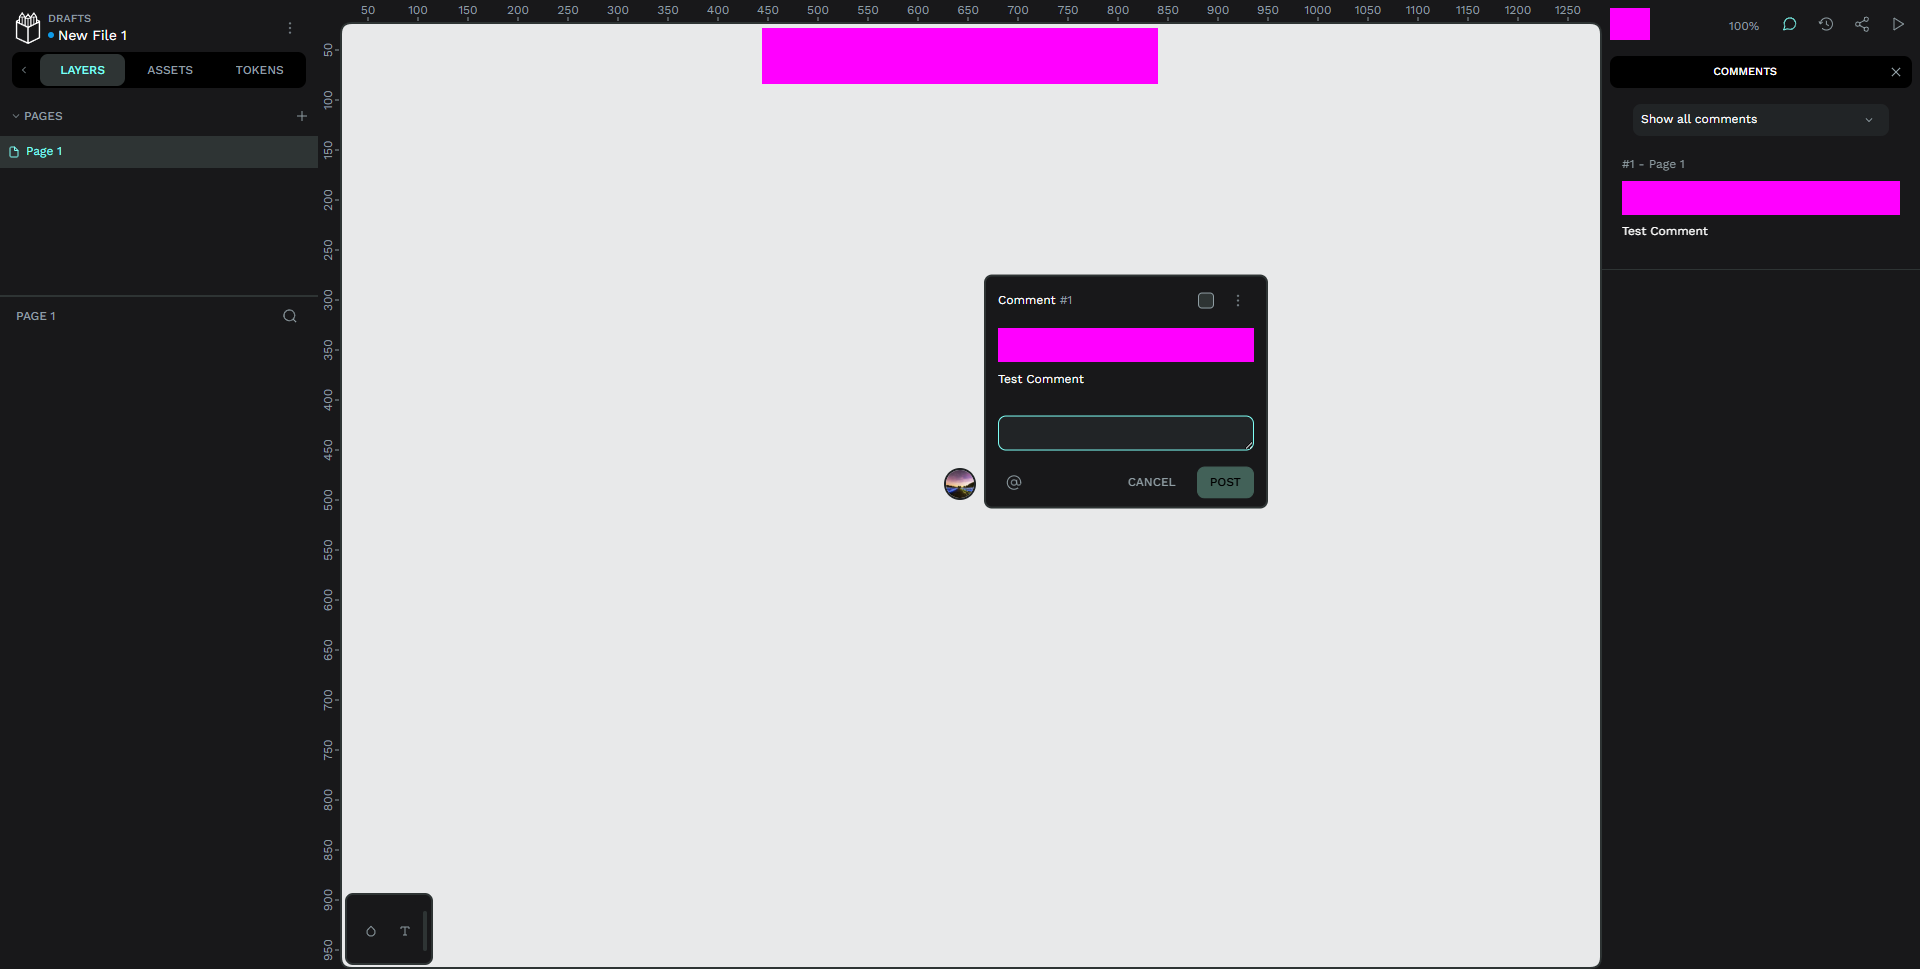 DRAFTS
New File 1
LAYERS
ASSETS
TOKENS
PAGES
Page 1
PAGE 1
50 100 150 200 250 300 350 400 450 500 550 600 650 700 750 800 850 900 950 1000 1050 1100 1150 1200 1250
50
100
150
200
250
300
350
400
450
500
550
600
650
700
750
800
850
900
950
Comment #1
Test Comment
@
CANCEL
POST
T
100%
COMMENTS
Show all comments
#1 - Page 1
Test Comment